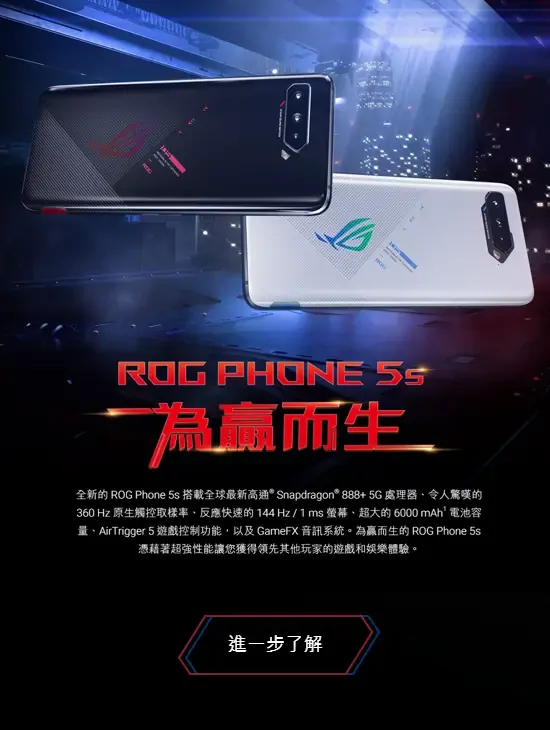 ROG PHONE 5s
為贏而生
全新的 ROG Phone 5s 搭載全球最新高通® Snapdragon® 888+ 5G 處理器、令人驚嘆的
360 Hz 原生觸控取樣率、反應快速的 144 Hz / 1 ms 螢幕、超大的 6000 mAh¹ 電池容
量、AirTrigger 5 遊戲控制功能，以及 GameFX 音訊系統。為贏而生的 ROG Phone 5s
憑藉著超強性能讓您獲得領先其他玩家的遊戲和娛樂體驗。
進一步了解